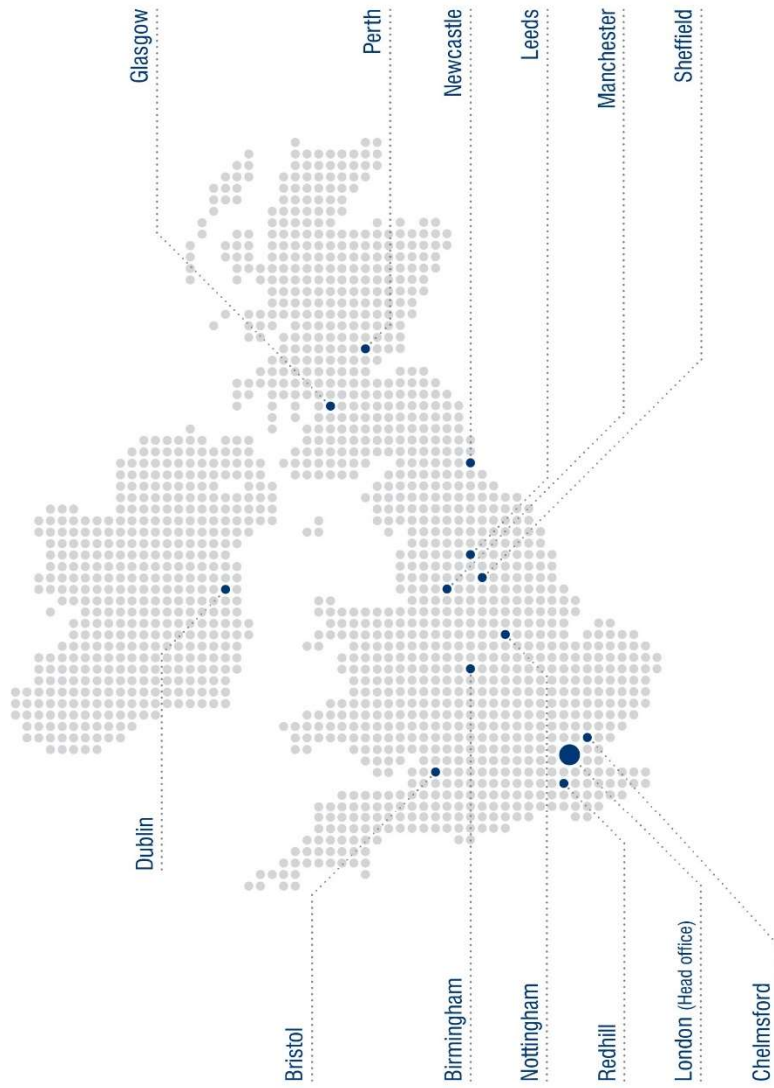 Glasgow
Perth
Newcastle
Leeds
Manchester
Sheffield
Dublin
Bristol
Birmingham
Nottingham
Redhill
London (Head office)
Chelmsford